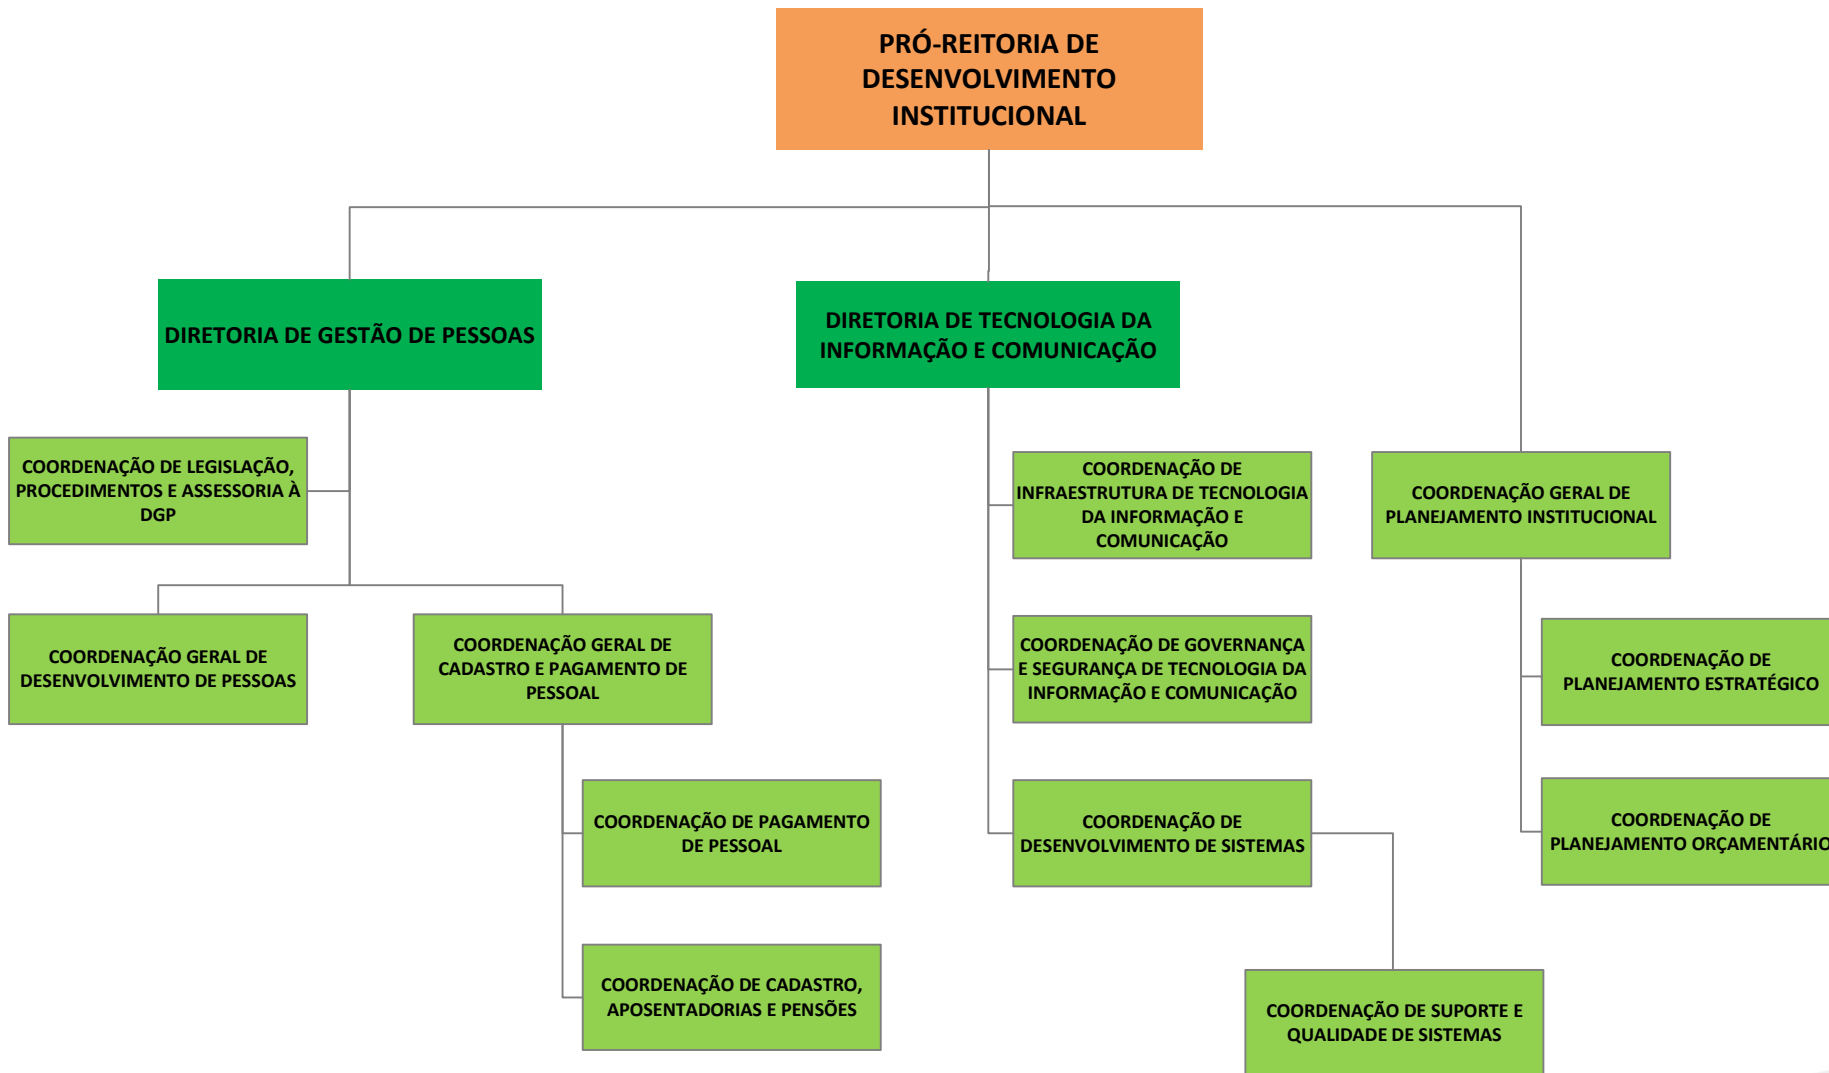 PRÓ-REITORIA DE
DESENVOLVIMENTO
INSTITUCIONAL
DIRETORIA DE GESTÃO DE PESSOAS
DIRETORIA DE TECNOLOGIA DA
INFORMAÇÃO E COMUNICAÇÃO
COORDENAÇÃO DE LEGISLAÇÃO,
PROCEDIMENTOS E ASSESSORIA À
DGP
COORDENAÇÃO DE
INFRAESTRUTURA DE TECNOLOGIA
DA INFORMAÇÃO E
COMUNICAÇÃO
COORDENAÇÃO GERAL DE
PLANEJAMENTO INSTITUCIONAL
COORDENAÇÃO GERAL DE
DESENVOLVIMENTO DE PESSOAS
COORDENAÇÃO GERAL DE
CADASTRO E PAGAMENTO DE
PESSOAL
COORDENAÇÃO DE GOVERNANÇA
E SEGURANÇA DE TECNOLOGIA DA
INFORMAÇÃO E COMUNICAÇÃO
COORDENAÇÃO DE
PLANEJAMENTO ESTRATÉGICO
COORDENAÇÃO DE PAGAMENTO
DE PESSOAL
COORDENAÇÃO DE
DESENVOLVIMENTO DE SISTEMAS
COORDENAÇÃO DE
PLANEJAMENTO ORÇAMENTÁRIO
COORDENAÇÃO DE CADASTRO,
APOSENTADORIAS E PENSÕES
COORDENAÇÃO DE SUPORTE E
QUALIDADE DE SISTEMAS